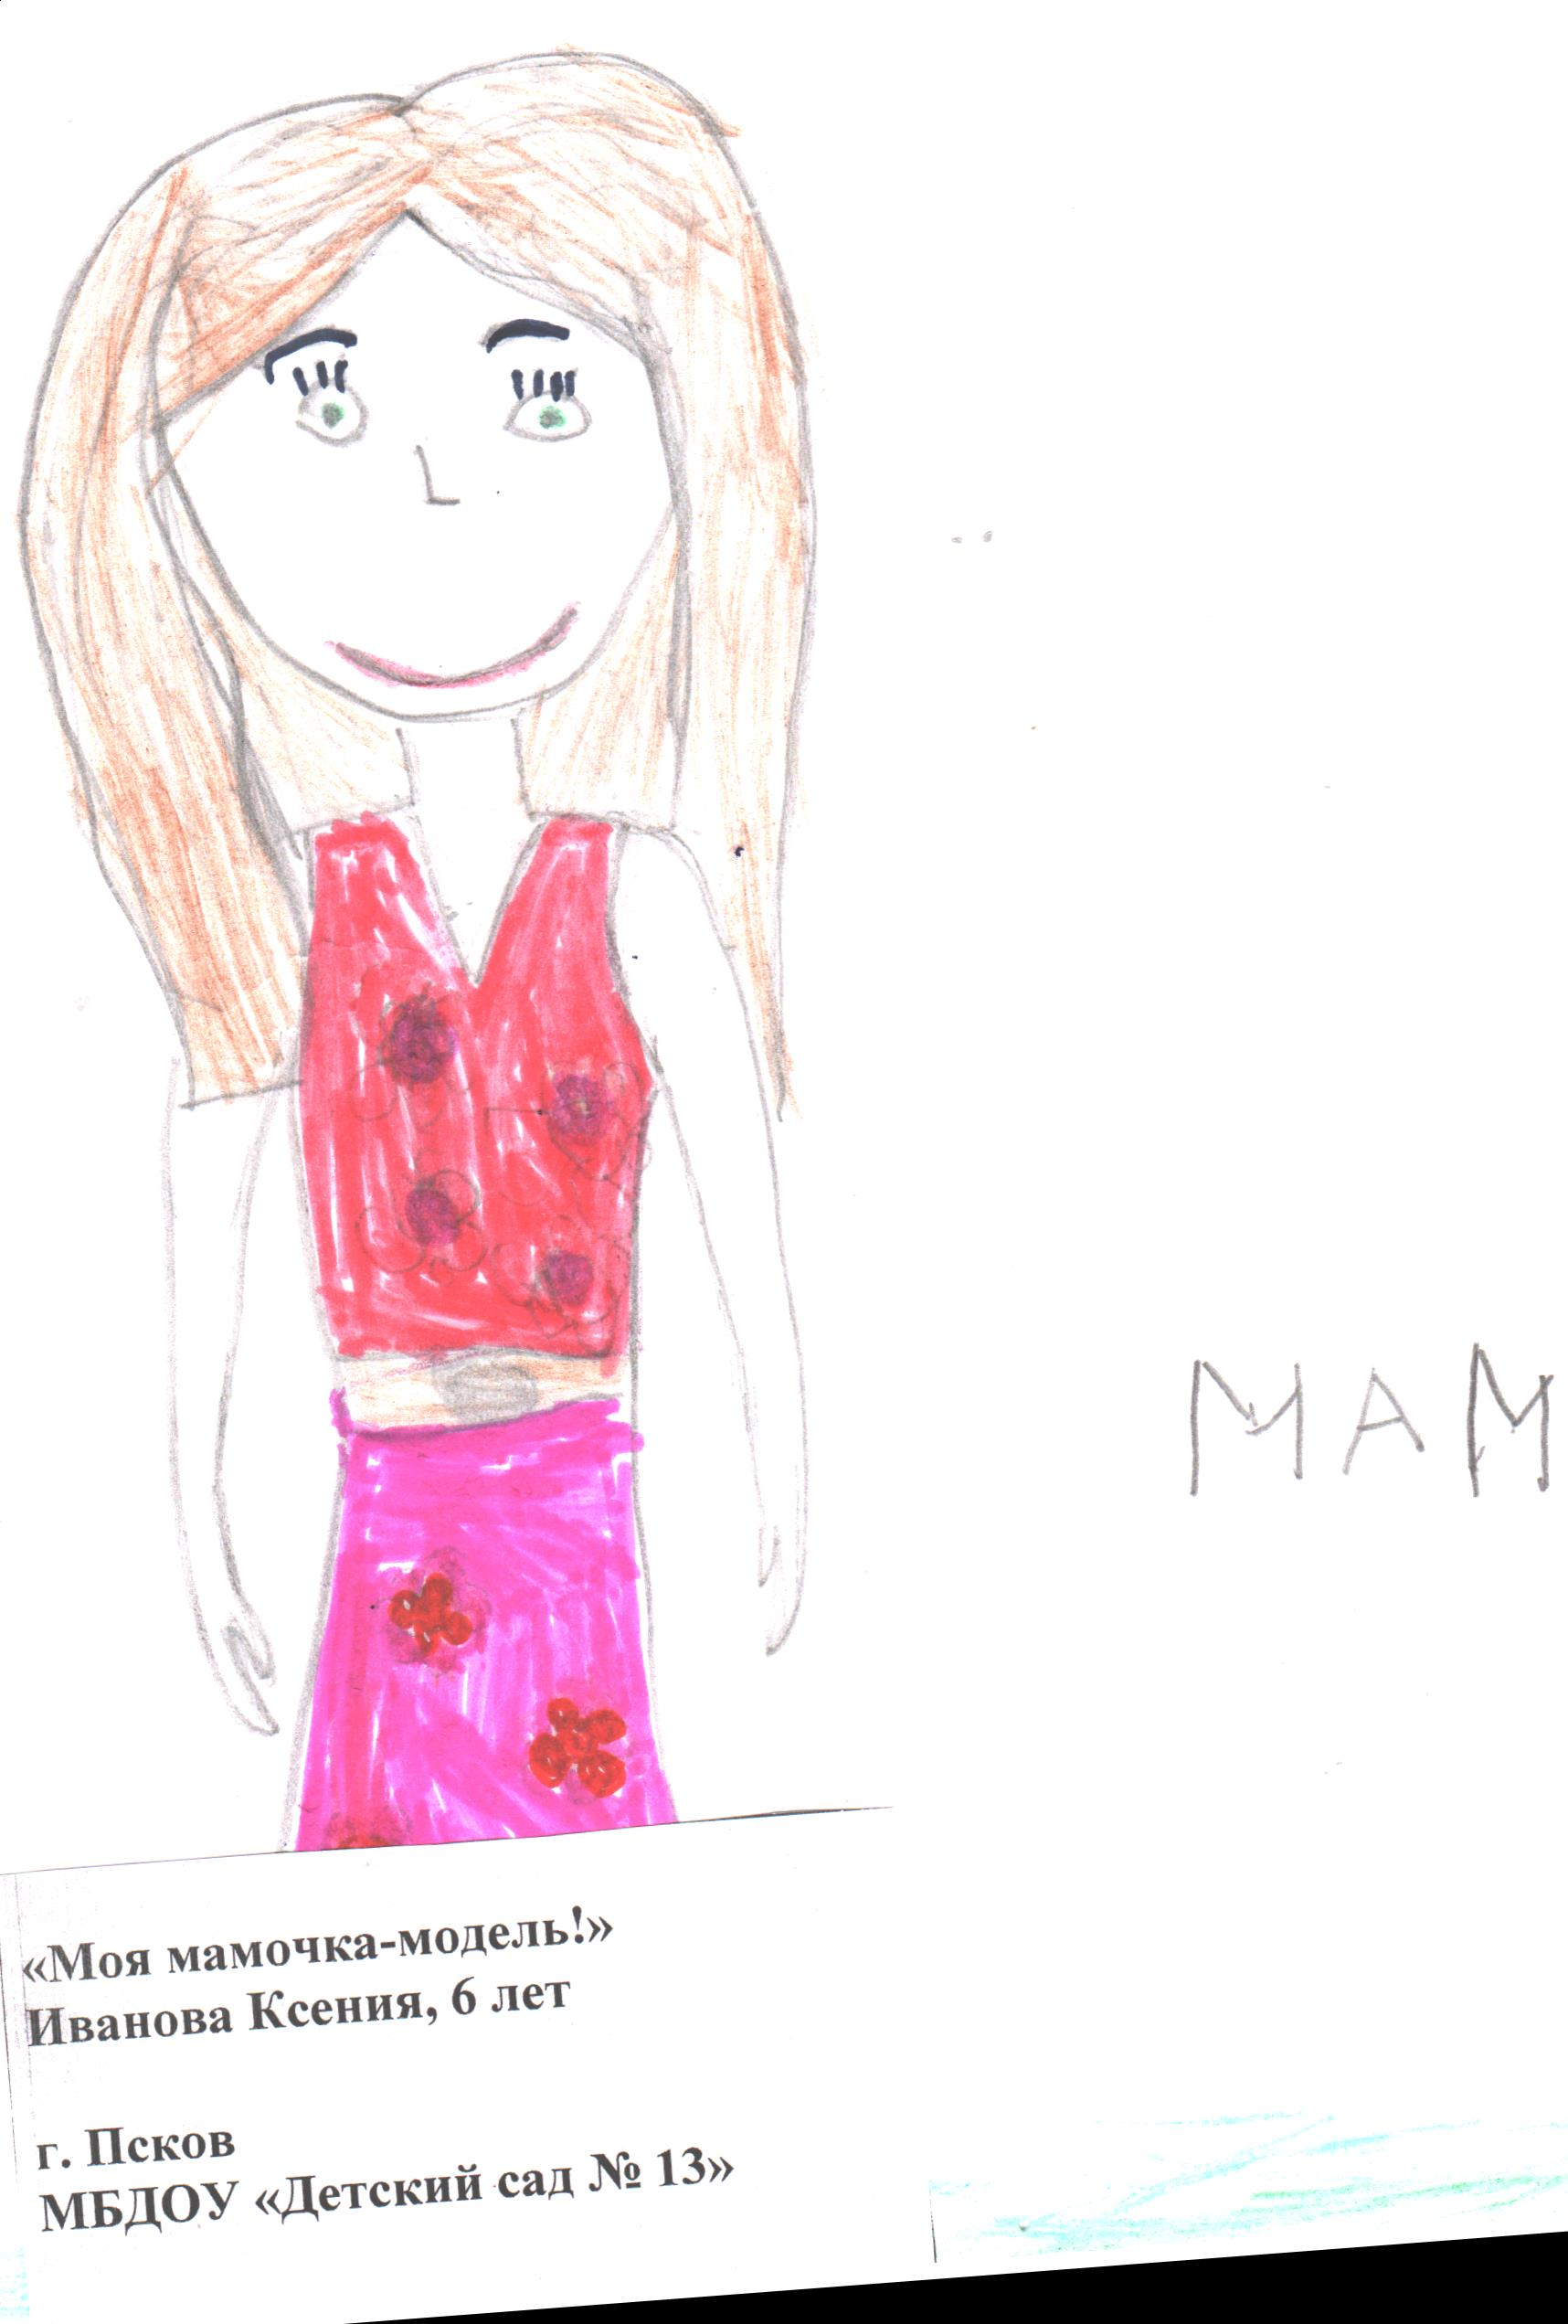 МАМ
«Моя мамочка-модель!»
Иванова Ксения, 6 лет
г. Псков
МБДОУ «Детский сад № 13»